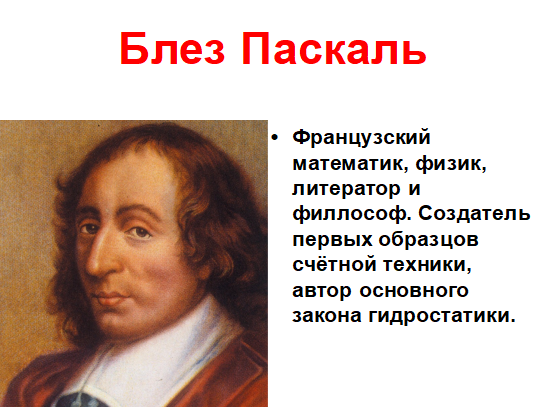 Блез Паскаль
• Французский
математик, физик,
литератор и
филлософ. Создатель
первых образцов
счётной техники,
автор основного
закона гидростатики.